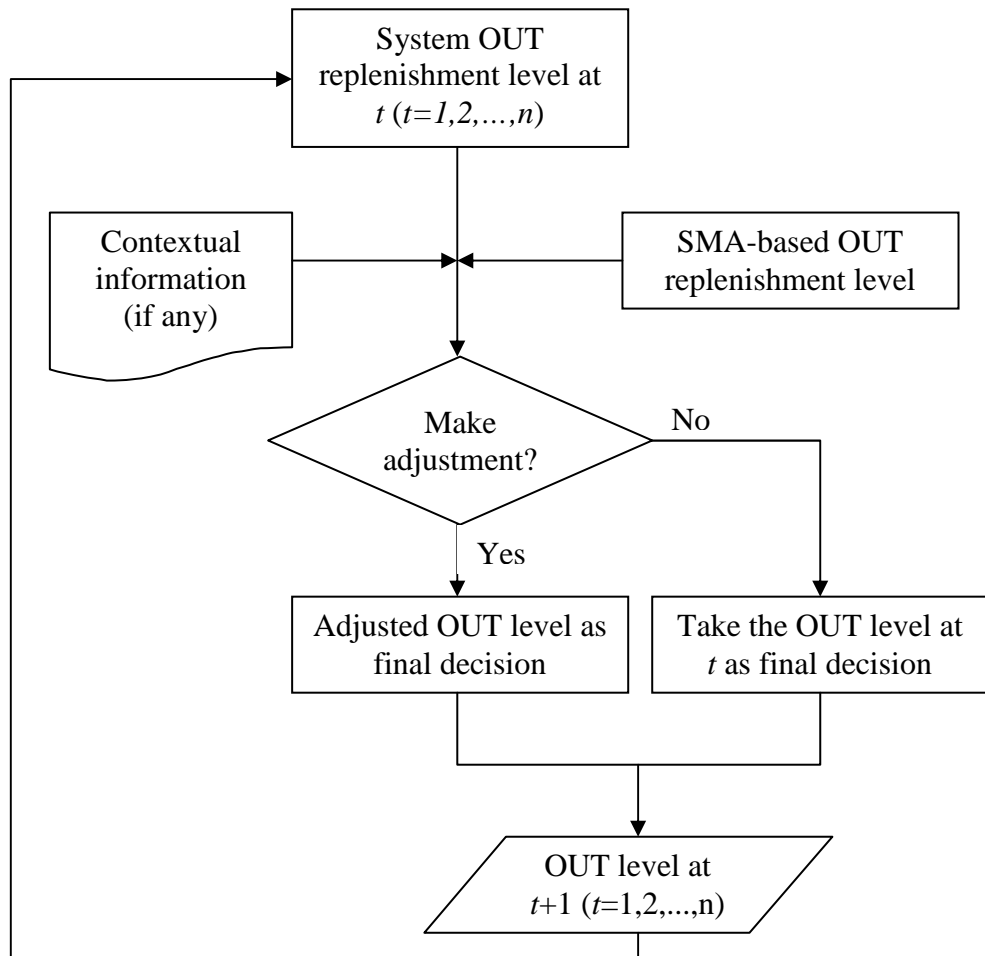 System OUT
replenishment level at
t (t=1,2,...,n)
Contextual
information
(if any)
SMA-based OUT
replenishment level
Make
adjustment?
No
Yes
Adjusted OUT level as
final decision
Take the OUT level at
t as final decision
OUT level at
t+1 (t=1,2,...,n)